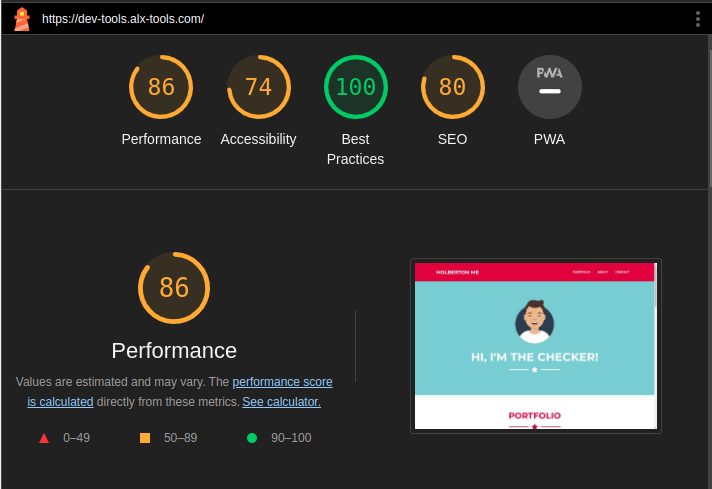 https://dev-tools.alx-tools.com/
86
74
100
80
PWA
Performance
Accessibility
Best
Practices
SEO
PWA
86
Performance
Values are estimated and may vary. The performance score
is calculated directly from these metrics. See calculator.
0–49
50–89
90–100
HOLBERTON ME
PORTFOLIO
ABOUT
CONTACT
HI, I'M THE CHECKER!
PORTFOLIO